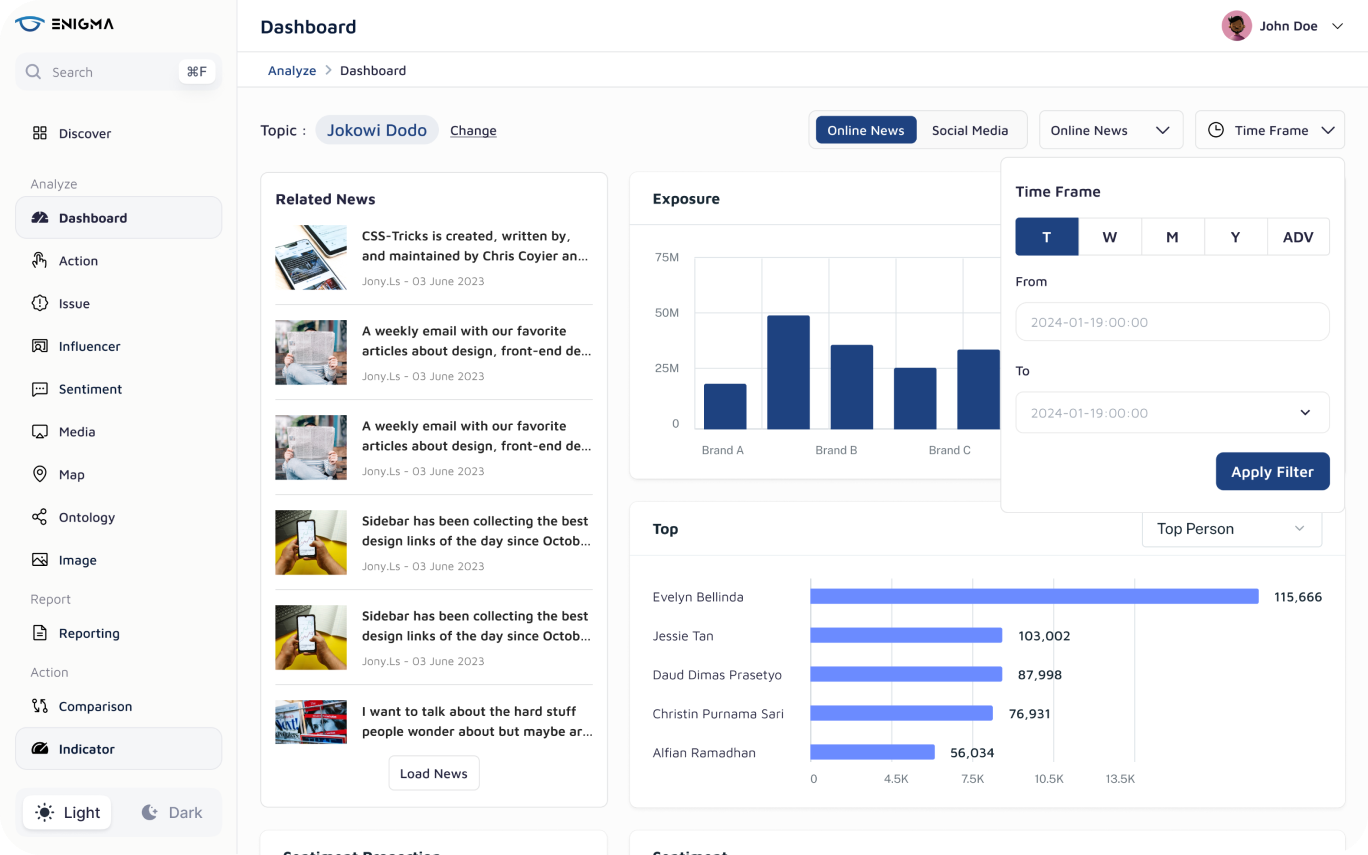 ENIGMA
Search
⌘F
Discover
Analyze
Dashboard
Action
Issue
Influencer
Sentiment
Media
Map
Ontology
Image
Report
Reporting
Action
Comparison
Indicator
Light
Dark
Dashboard
John Doe
Analyze > Dashboard
Topic :
Jokowi Dodo
Change
Online News
Social Media
Online News
Time Frame
Related News
CSS-Tricks is created, written by,
and maintained by Chris Coyier an...
Jony.Ls - 03 June 2023
A weekly email with our favorite
articles about design, front-end de...
Jony.Ls - 03 June 2023
A weekly email with our favorite
articles about design, front-end de...
Jony.Ls - 03 June 2023
Sidebar has been collecting the best
design links of the day since Octob...
Jony.Ls - 03 June 2023
Sidebar has been collecting the best
design links of the day since Octob...
Jony.Ls - 03 June 2023
I want to talk about the hard stuff
people wonder about but maybe ar...
Load News
Exposure
75M
50M
25M
0
Brand A
Brand B
Brand C
Time Frame
T
W
M
Y
ADV
From
2024-01-19:00:00
To
2024-01-19:00:00
Apply Filter
Top
Top Person
Evelyn Bellinda
115,666
Jessie Tan
103,002
Daud Dimas Prasetyo
87,998
Christin Purnama Sari
76,931
Alfian Ramadhan
56,034
0
4.5K
7.5K
10.5K
13.5K
Sentiment